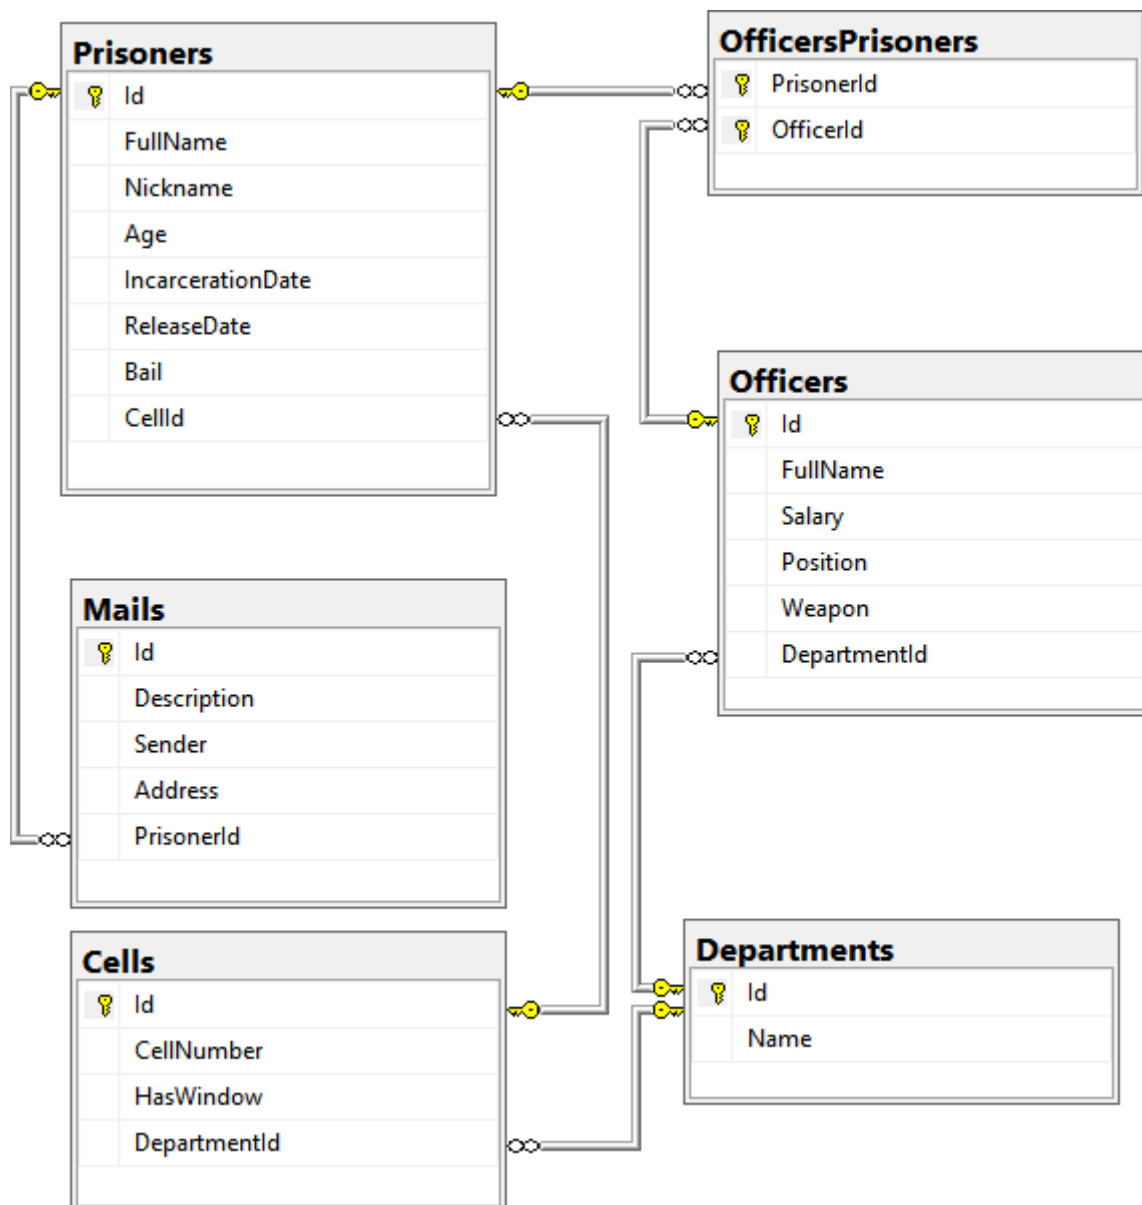 Prisoners
Id
FullName
Nickname
Age
IncarcerationDate
ReleaseDate
Bail
CellId
OfficersPrisoners
PrisonerId
OfficerId
Officers
Id
FullName
Salary
Position
Weapon
DepartmentId
Mails
Id
Description
Sender
Address
PrisonerId
Cells
Id
CellNumber
HasWindow
DepartmentId
Departments
Id
Name